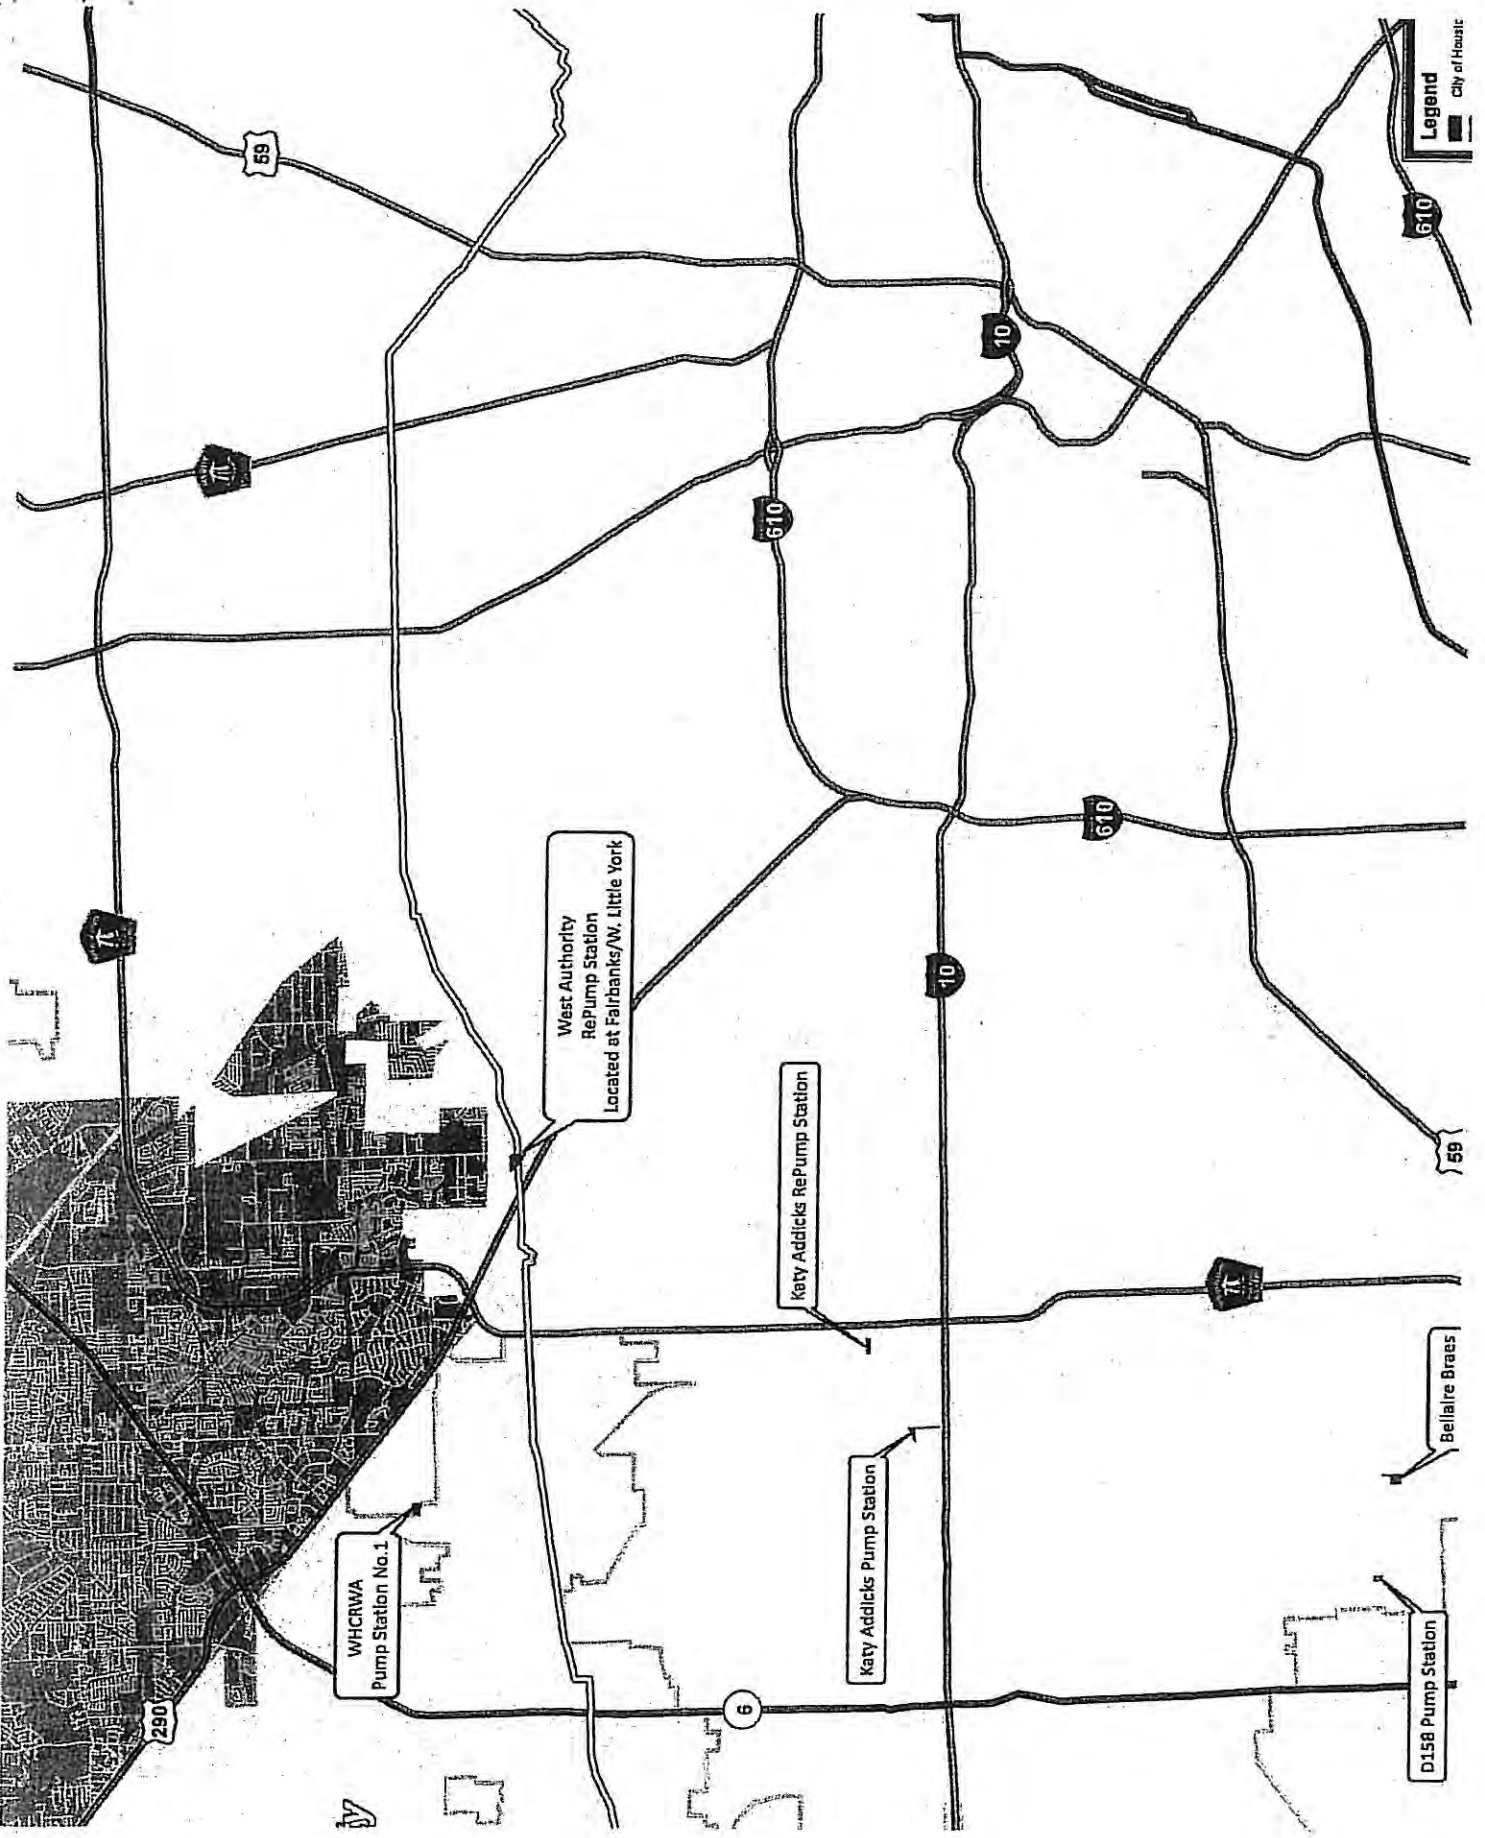 290
59
WHCRWA
Pump Station No.1
West Authority
RePump Station
Located at Fairbanks/W. Little York
6
610
Katy Addicks RePump Station
Katy Addicks Pump Station
10
10
610
D158 Pump Station
Bellaire Braes
59
610
Legend
City of